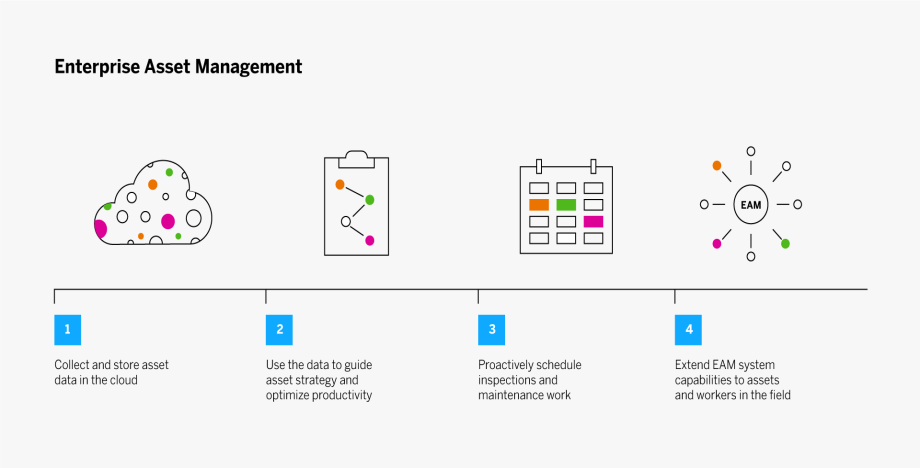 Enterprise Asset Management
EAM
1
Collect and store asset
data in the cloud
2
Use the data to guide
asset strategy and
optimize productivity
3
Proactively schedule
inspections and
maintenance work
4
Extend EAM system
capabilities to assets
and workers in the field